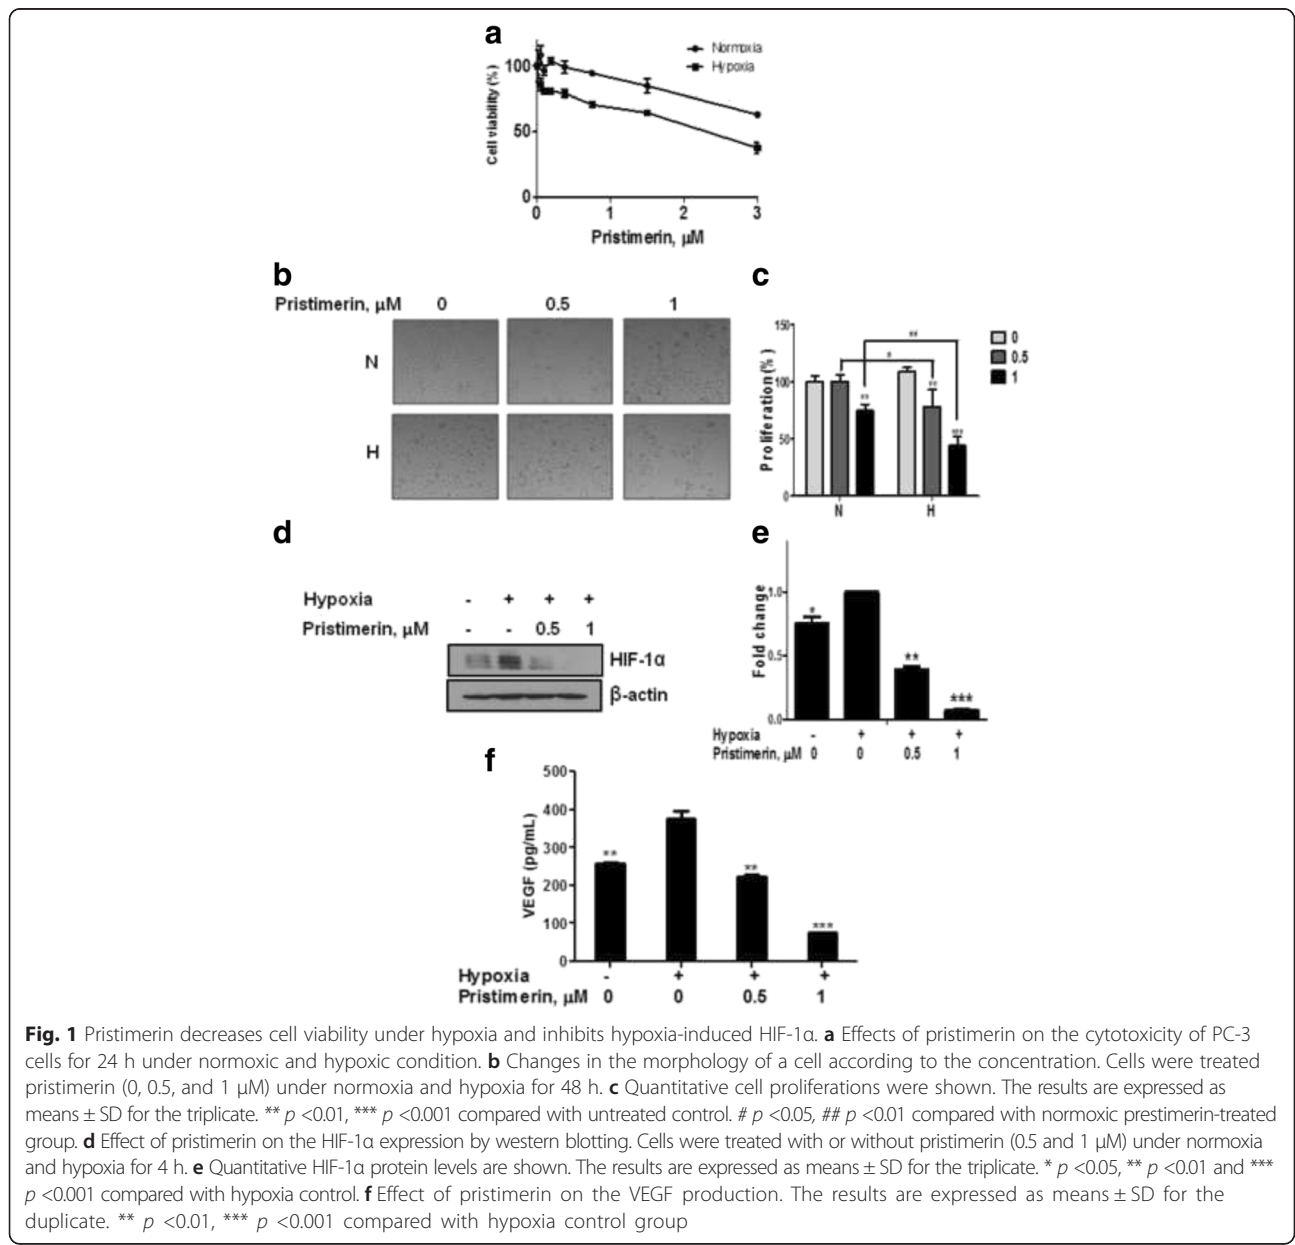 a
Normoxia
Hypoxia
Cell viability (%)
100
50
0
0 1 2 3
Pristimerin, µM
b
Pristimerin, µM 0 0.5 1
N
H
c
Proliferation (%)
150
100
50
0
N H
0
0.5
1
##
#
**
**
***
d
Hypoxia - + + +
Pristimerin, µM - - 0.5 1
HIF-1α
β-actin
e
Fold change
1.0
0.5
0.0
**
***
Hypoxia - + + +
Pristimerin, µM 0 0 0.5 1
f
VEGF (pg/mL)
500
400
300
200
100
0
**
**
***
Hypoxia - + + +
Pristimerin, µM 0 0 0.5 1
Fig. 1 Pristimerin decreases cell viability under hypoxia and inhibits hypoxia-induced HIF-1α. a Effects of pristimerin on the cytotoxicity of PC-3
cells for 24 h under normoxic and hypoxic condition. b Changes in the morphology of a cell according to the concentration. Cells were treated
pristimerin (0, 0.5, and 1 µM) under normoxia and hypoxia for 48 h. c Quantitative cell proliferations were shown. The results are expressed as
means ± SD for the triplicate. ** p <0.01, *** p <0.001 compared with untreated control. # p <0.05, ## p <0.01 compared with normoxic prestimerin-treated
group. d Effect of pristimerin on the HIF-1α expression by western blotting. Cells were treated with or without pristimerin (0.5 and 1 µM) under normoxia
and hypoxia for 4 h. e Quantitative HIF-1α protein levels are shown. The results are expressed as means ± SD for the triplicate. * p <0.05, ** p <0.01 and ***
p <0.001 compared with hypoxia control. f Effect of pristimerin on the VEGF production. The results are expressed as means ± SD for the
duplicate. ** p <0.01, *** p <0.001 compared with hypoxia control group